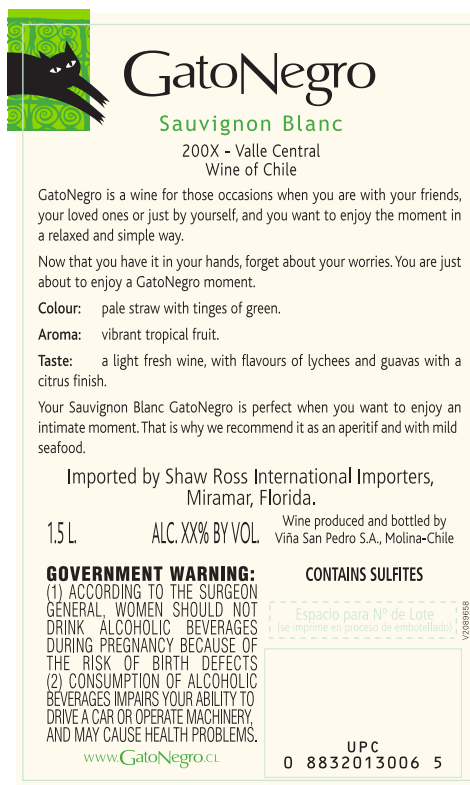 GatoNegro
Sauvignon Blanc
200X - Valle Central
Wine of Chile
GatoNegro is a wine for those occasions when you are with your friends,
your loved ones or just by yourself, and you want to enjoy the moment in
a relaxed and simple way.
Now that you have it in your hands, forget about your worries. You are just
about to enjoy a GatoNegro moment.
Colour: pale straw with tinges of green.
Aroma: vibrant tropical fruit.
Taste: a light fresh wine, with flavours of lychees and guavas with a
citrus finish.
Your Sauvignon Blanc GatoNegro is perfect when you want to enjoy an
intimate moment. That is why we recommend it as an aperitif and with mild
seafood.
Imported by Shaw Ross International Importers,
Miramar, Florida.
1.5 L. ALC. XX% BY VOL.
Wine produced and bottled by
Viña San Pedro S.A., Molina-Chile
GOVERNMENT WARNING:
(1) ACCORDING TO THE SURGEON
GENERAL, WOMEN SHOULD NOT
DRINK ALCOHOLIC BEVERAGES
DURING PREGNANCY BECAUSE OF
THE RISK OF BIRTH DEFECTS
(2) CONSUMPTION OF ALCOHOLIC
BEVERAGES IMPAIRS YOUR ABILITY TO
DRIVE A CAR OR OPERATE MACHINERY,
AND MAY CAUSE HEALTH PROBLEMS.
www.GatoNegro.CL
CONTAINS SULFITES
Espacio para N° de Lote
(se imprime en proceso de embotellado)
V2089658
UPC
0 8832013006 5